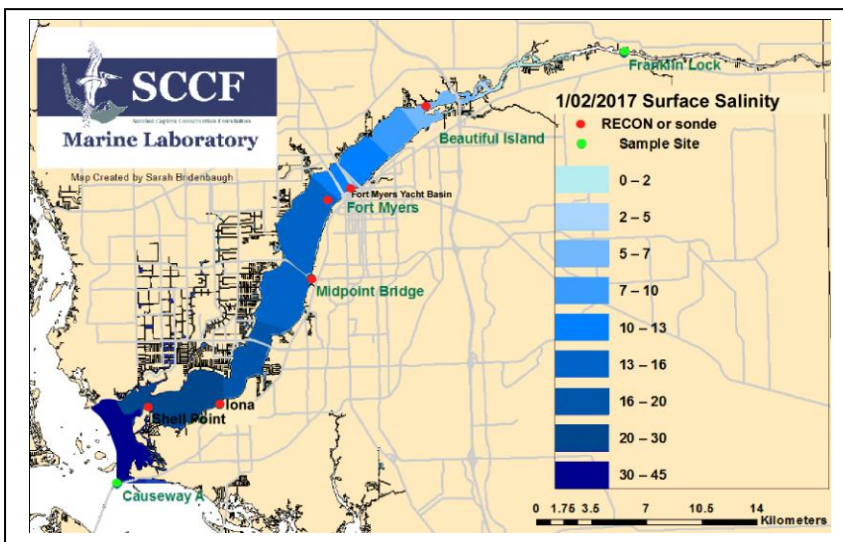 SCCF
Marine Laboratory
Map Created by Sarah Bridenbaugh
Franklin Lock
1/02/2017 Surface Salinity
RECON or sonde
Sample Site
Beautiful Island
Fort Myers Yacht Basin
Fort Myers
Midpoint Bridge
Iona
Shell Point
Causeway A
0 – 2
2 – 5
5 – 7
7 – 10
10 – 13
13 – 16
16 – 20
20 – 30
30 – 45
0 1.75 3.5 7 10.5 14
Kilometers